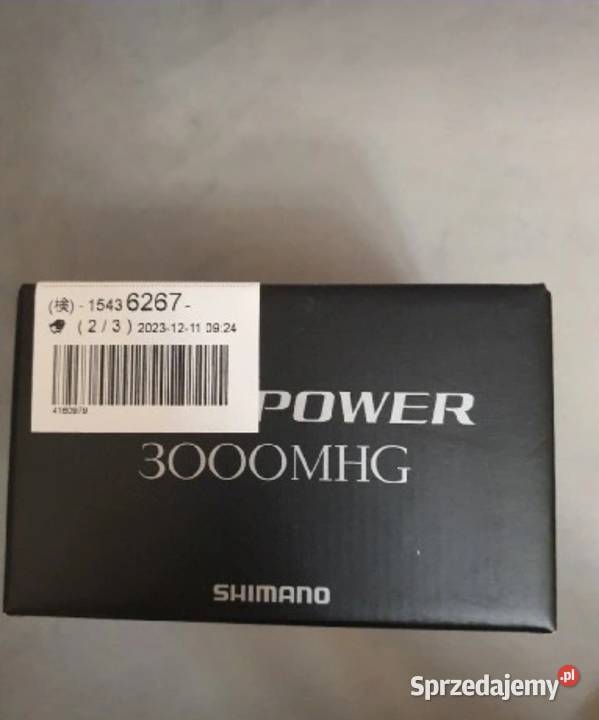 (検) - 1543 6267 -
( 2 / 3 ) 2023-12-11 09:24
4160979
POWER
3000MHG
SHIMANO
Sprzedajemy.pl